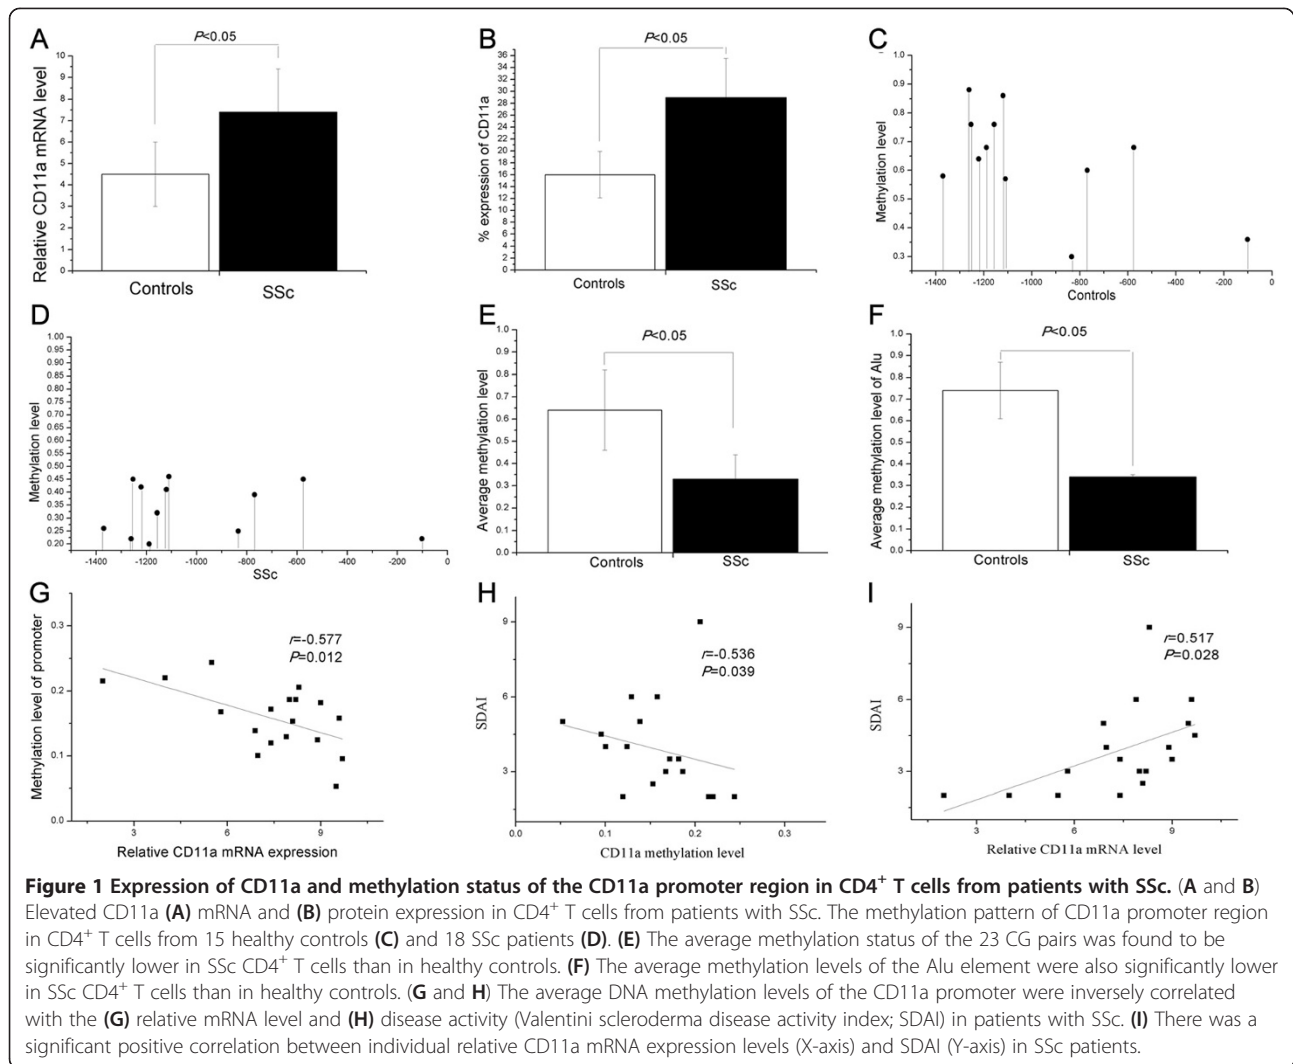 A
P<0.05
Relative CD11a mRNA level
10
9
8
7
6
5
4
3
2
1
0
Controls
SSc
B
P<0.05
% expression of CD11a
36
34
32
30
28
26
24
22
20
18
16
14
12
10
8
6
4
2
0
Controls
SSc
C
Methylation level
1.0
0.9
0.8
0.7
0.6
0.5
0.4
0.3
-1400 -1200 -1000 -800 -600 -400 -200 0
Controls
D
Methylation level
1.00
0.95
0.90
0.85
0.80
0.75
0.70
0.65
0.60
0.55
0.50
0.45
0.40
0.35
0.30
0.25
0.20
-1400 -1200 -1000 -800 -600 -400 -200 0
SSc
E
P<0.05
Average methylation level
1.0
0.9
0.8
0.7
0.6
0.5
0.4
0.3
0.2
0.1
0.0
Controls
SSc
F
P<0.05
Average methylation level of Alu
1.0
0.9
0.8
0.7
0.6
0.5
0.4
0.3
0.2
0.1
0.0
Controls
SSc
G
r=-0.577
P=0.012
Methylation level of promoter
0.3
0.2
0.1
0.0
3 6 9
Relative CD11a mRNA expression
H
r=-0.536
P=0.039
SDAI
9
6
3
0.0 0.1 0.2 0.3
CD11a methylation level
I
r=0.517
P=0.028
SDAI
9
6
3
3 6 9
Relative CD11a mRNA level
Figure 1 Expression of CD11a and methylation status of the CD11a promoter region in CD4⁺ T cells from patients with SSc. (A and B)
Elevated CD11a (A) mRNA and (B) protein expression in CD4⁺ T cells from patients with SSc. The methylation pattern of CD11a promoter region
in CD4⁺ T cells from 15 healthy controls (C) and 18 SSc patients (D). (E) The average methylation status of the 23 CG pairs was found to be
significantly lower in SSc CD4⁺ T cells than in healthy controls. (F) The average methylation levels of the Alu element were also significantly lower
in SSc CD4⁺ T cells than in healthy controls. (G and H) The average DNA methylation levels of the CD11a promoter were inversely correlated
with the (G) relative mRNA level and (H) disease activity (Valentini scleroderma disease activity index; SDAI) in patients with SSc. (I) There was a
significant positive correlation between individual relative CD11a mRNA expression levels (X-axis) and SDAI (Y-axis) in SSc patients.